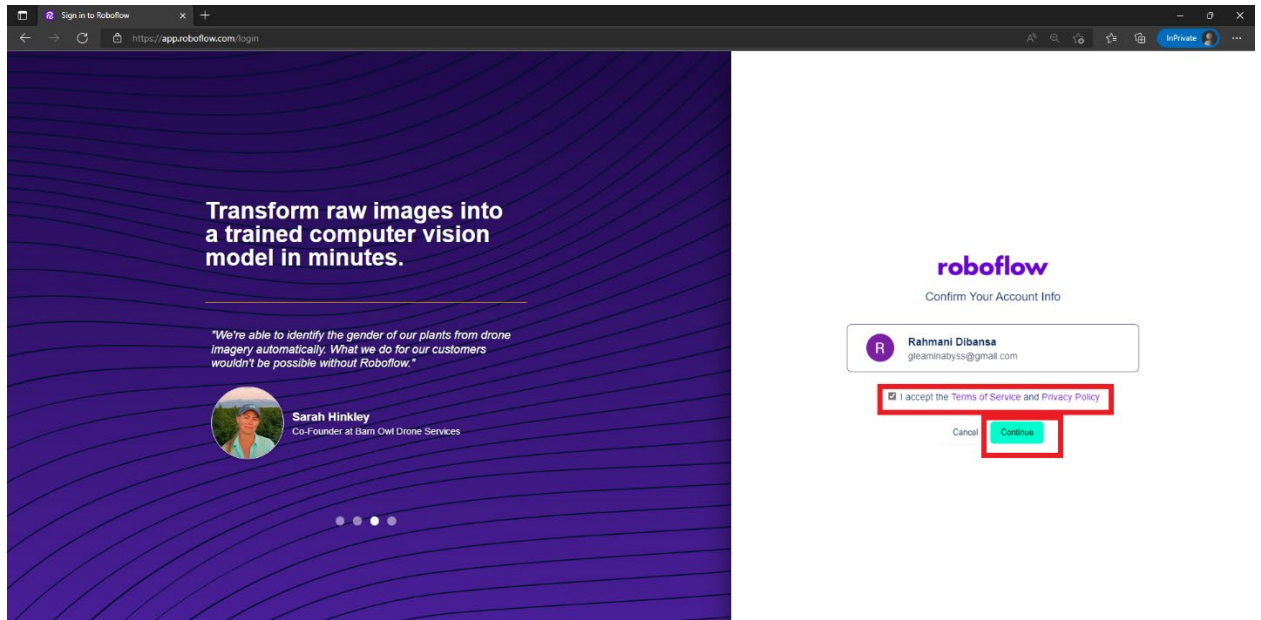 Sign in to Roboflow
https://app.roboflow.com/login
InPrivate
Transform raw images into
a trained computer vision
model in minutes.
"We're able to identify the gender of our plants from drone
imagery automatically. What we do for our customers
wouldn't be possible without Roboflow."
Sarah Hinkley
Co-Founder at Barn Owl Drone Services
roboflow
Confirm Your Account Info
R
Rahmani Dibansa
gleaminabyss@gmail.com
I accept the Terms of Service and Privacy Policy
Cancel Continue